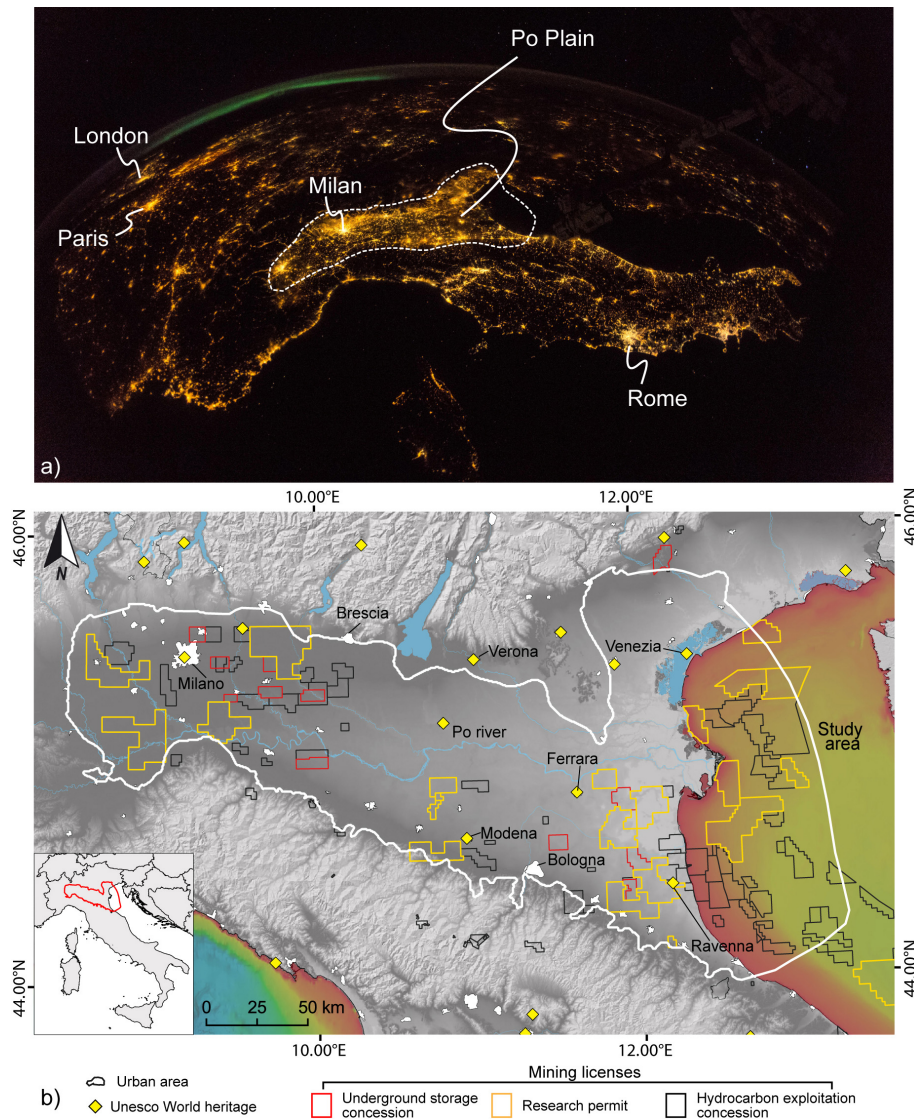 Po Plain
London
Milan
Paris
Rome
a)
10.00°E
12.00°E
46.00°N
46.00°N
N
Brescia
Verona
Venezia
Milano
Study
area
Po river
Ferrara
Modena
Bologna
Ravenna
44.00°N
44.00°N
0 25 50 km
10.00°E
12.00°E
b)
Urban area
Unesco World heritage
Mining licenses
Underground storage
concession
Research permit
Hydrocarbon exploitation
concession